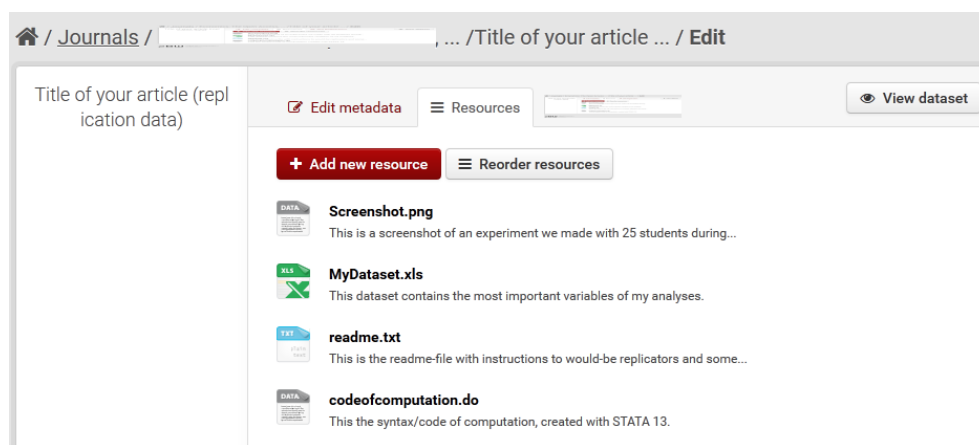 / Journals / , ... /Title of your article ... / Edit
Title of your article (repl
ication data)
Edit metadata
Resources
View dataset
+ Add new resource
Reorder resources
DATA
Screenshot.png
This is a screenshot of an experiment we made with 25 students during...
XLS
MyDataset.xls
This dataset contains the most important variables of my analyses.
TXT
readme.txt
This is the readme-file with instructions to would-be replicators and some...
DATA
codeofcomputation.do
This the syntax/code of computation, created with STATA 13.